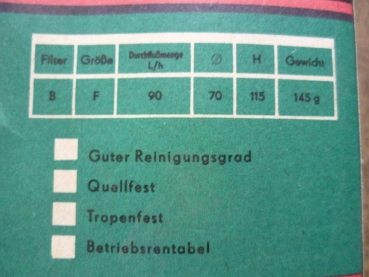 Filter Größe Durchflußmenge L/h ∅ H Gewicht
B F 90 70 115 145 g
Guter Reinigungsgrad
Quellfest
Tropenfest
Betriebsrentabel